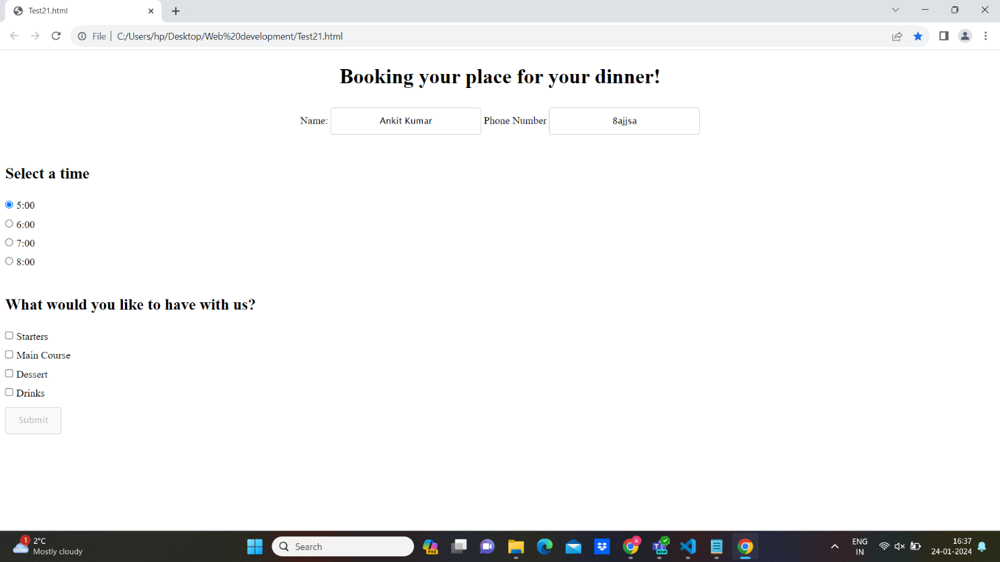 Test21.html
File | C:/Users/hp/Desktop/Web%20development/Test21.html
Booking your place for your dinner!
Name: Ankit Kumar Phone Number 8ajjsa
Select a time
5:00
6:00
7:00
8:00
What would you like to have with us?
Starters
Main Course
Dessert
Drinks
Submit
1 2°C
Mostly cloudy
Search
PRE
A
NEW
ENG
IN
16:37
24-01-2024